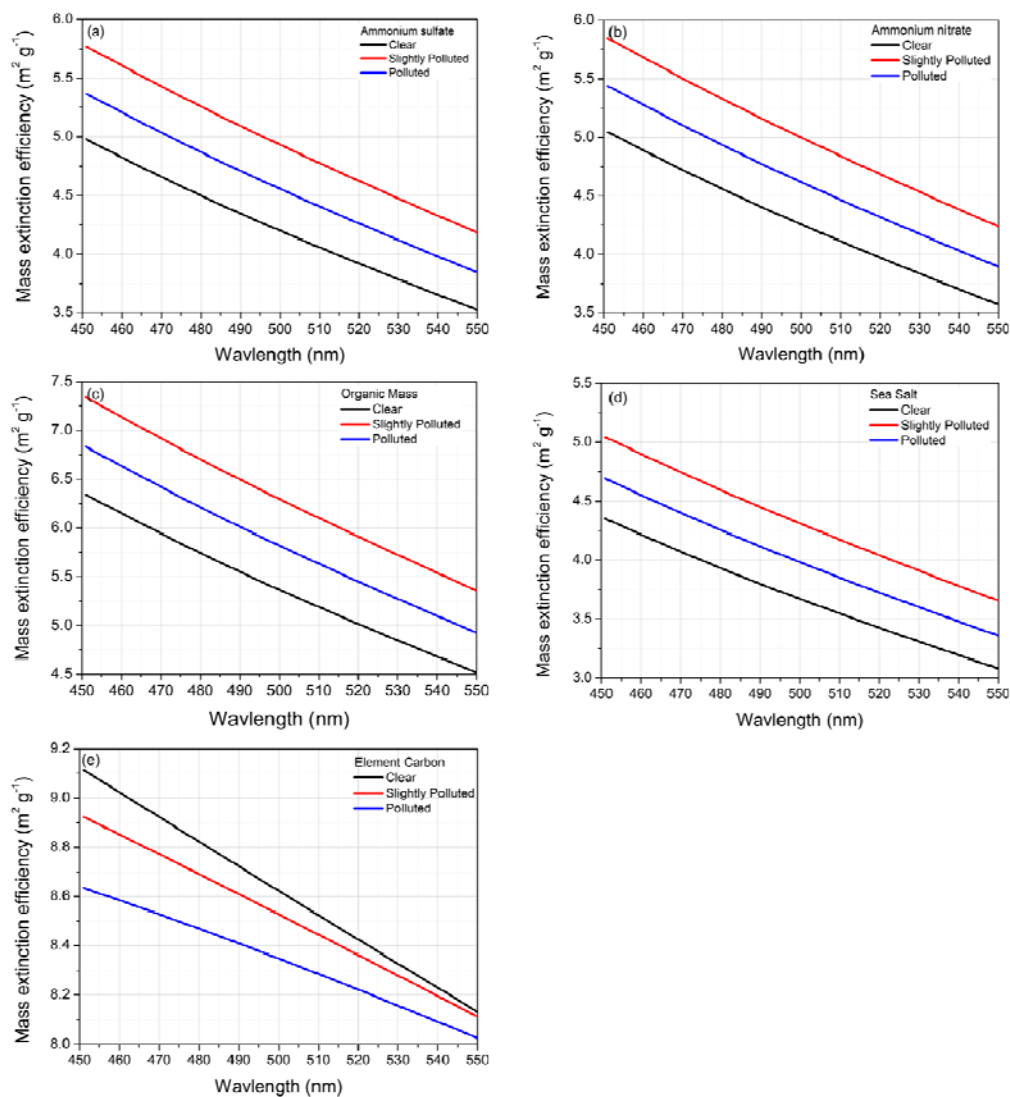 (a)
Ammonium sulfate
Clear
Slightly Polluted
Polluted
Mass extinction efficiency (m² g⁻¹)
6.0
5.5
5.0
4.5
4.0
3.5
450 460 470 480 490 500 510 520 530 540 550
Wavlength (nm)
(b)
Ammonium nitrate
Clear
Slightly Polluted
Polluted
Mass extinction efficiency (m² g⁻¹)
6.0
5.5
5.0
4.5
4.0
3.5
450 460 470 480 490 500 510 520 530 540 550
Wavlength (nm)
(c)
Organic Mass
Clear
Slightly Polluted
Polluted
Mass extinction efficiency (m² g⁻¹)
7.5
7.0
6.5
6.0
5.5
5.0
4.5
450 460 470 480 490 500 510 520 530 540 550
Wavlength (nm)
(d)
Sea Salt
Clear
Slightly Polluted
Polluted
Mass extinction efficiency (m² g⁻¹)
5.5
5.0
4.5
4.0
3.5
3.0
450 460 470 480 490 500 510 520 530 540 550
Wavlength (nm)
(e)
Element Carbon
Clear
Slightly Polluted
Polluted
Mass extinction efficiency (m² g⁻¹)
9.2
9.0
8.8
8.6
8.4
8.2
8.0
450 460 470 480 490 500 510 520 530 540 550
Wavlength (nm)